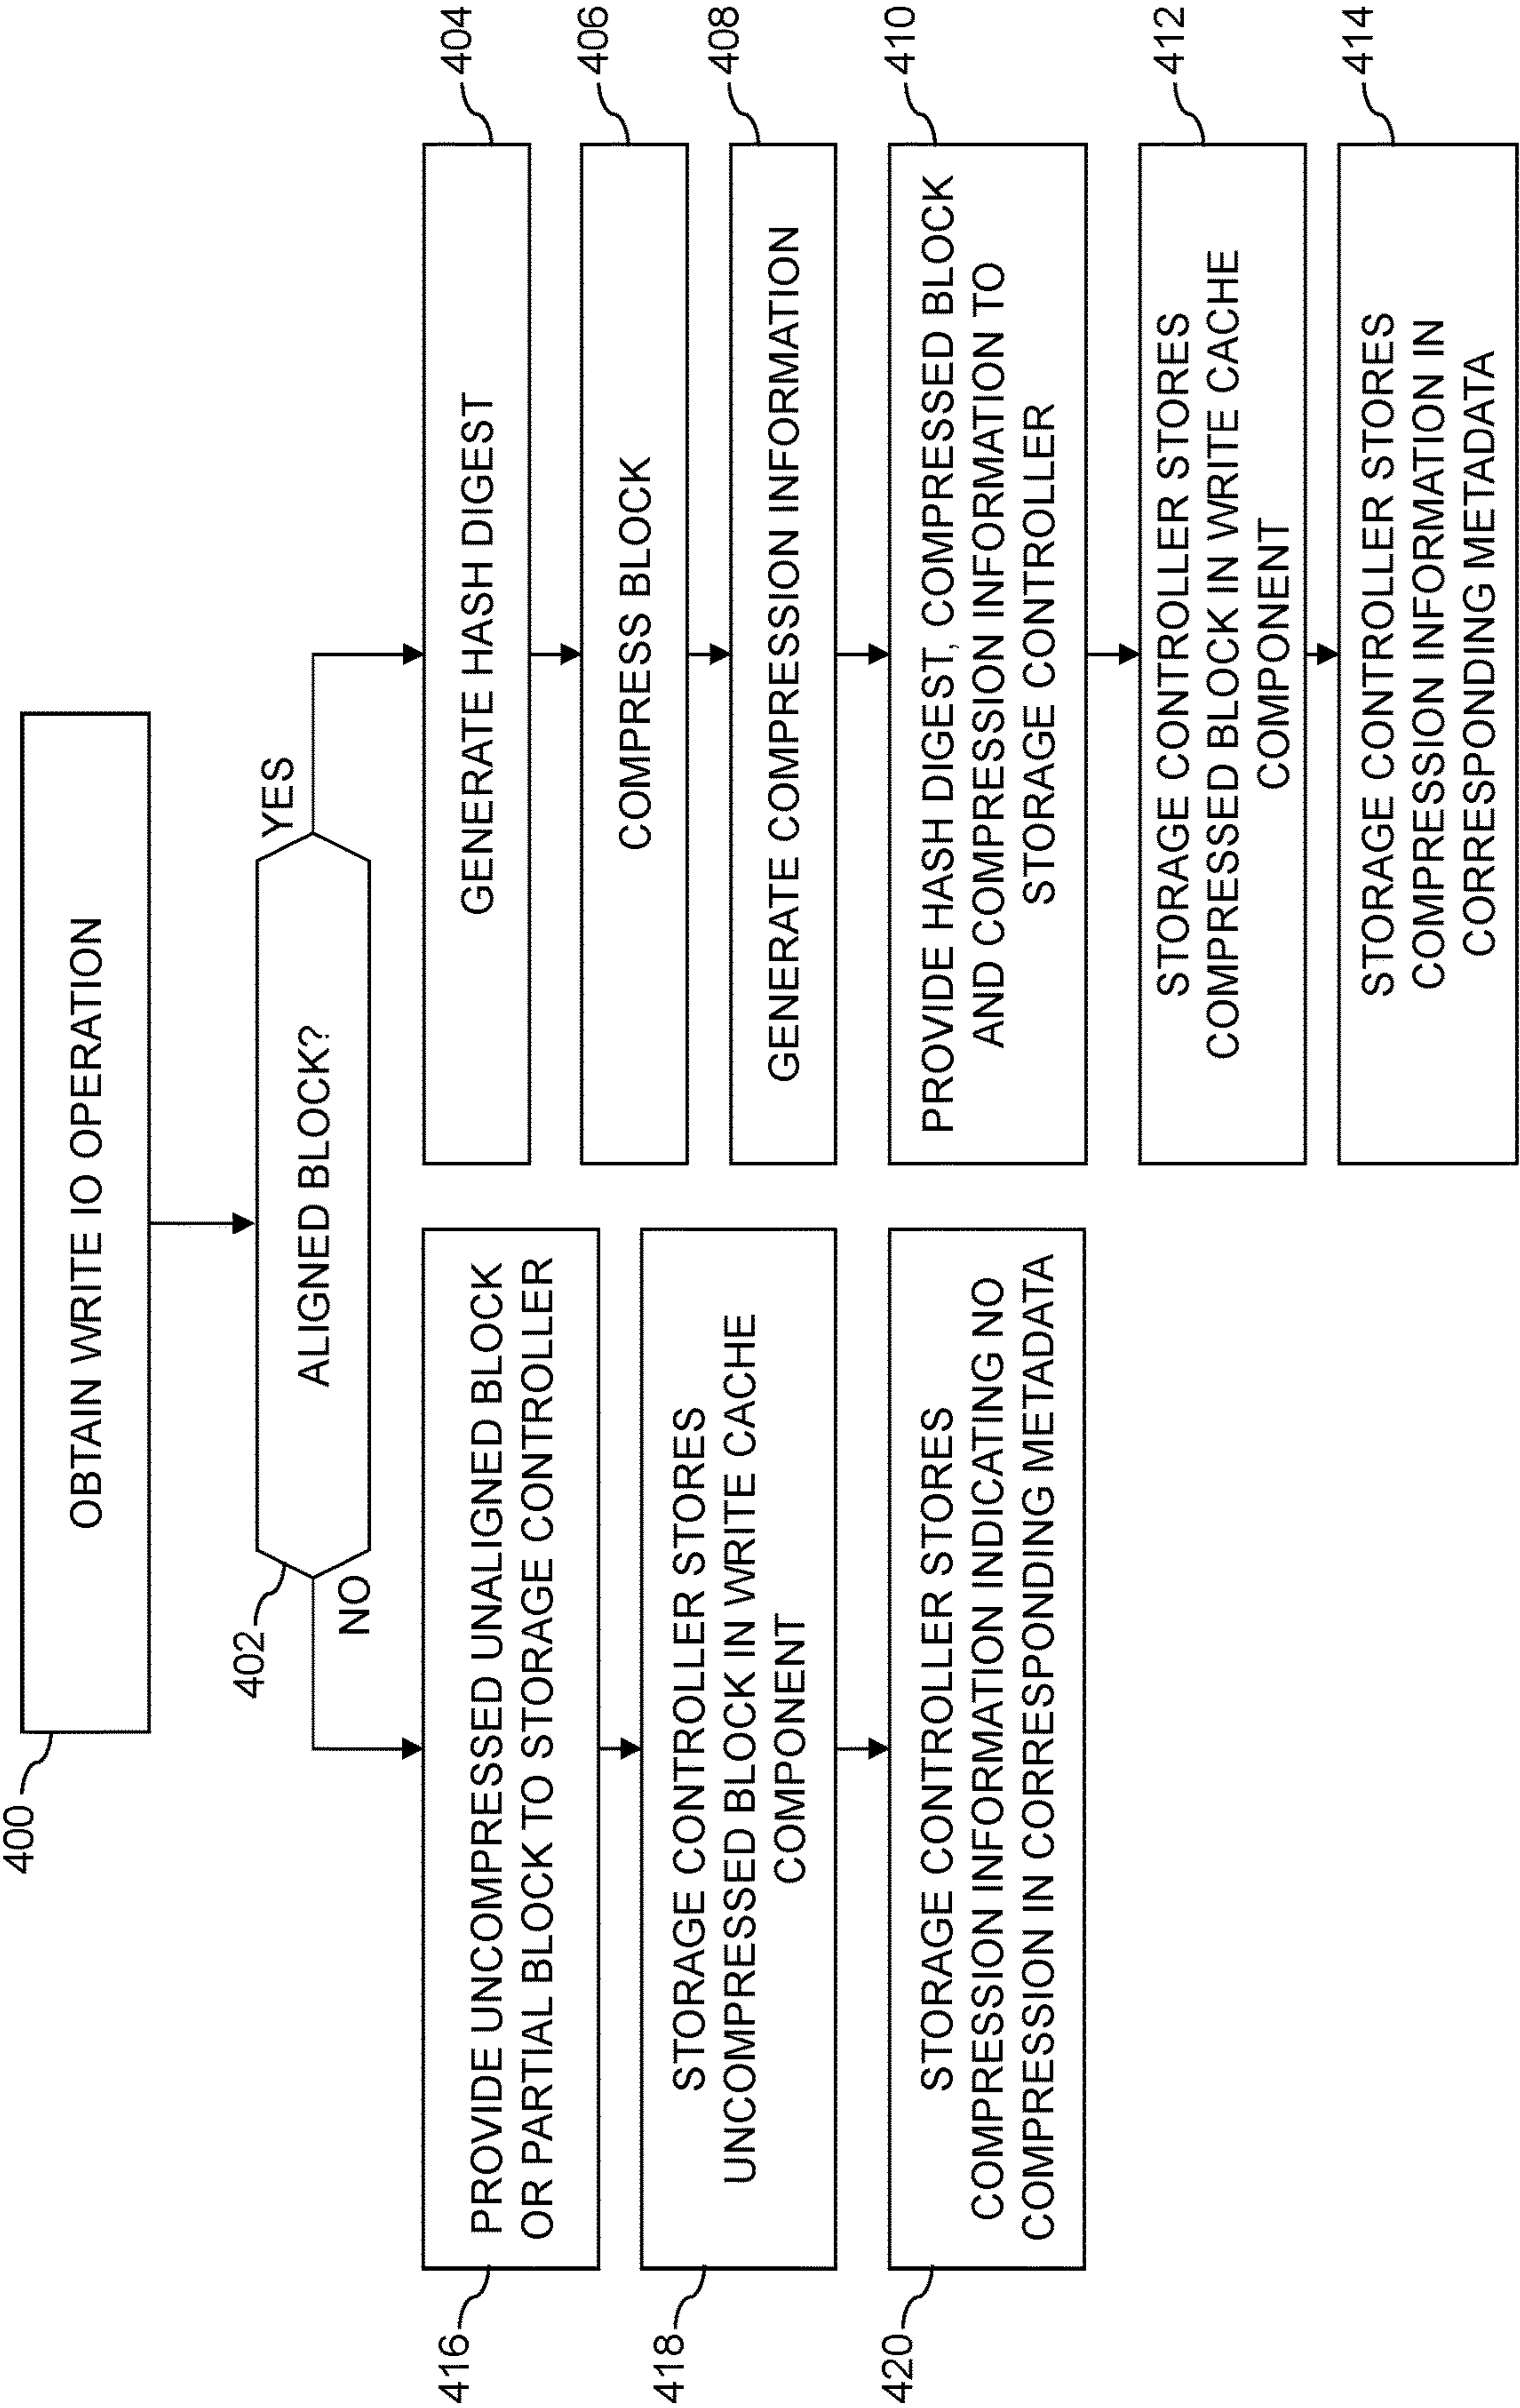 400
OBTAIN WRITE IO OPERATION
402
ALIGNED BLOCK?
YES
NO
404
GENERATE HASH DIGEST
406
COMPRESS BLOCK
408
GENERATE COMPRESSION INFORMATION
410
PROVIDE HASH DIGEST, COMPRESSED BLOCK
AND COMPRESSION INFORMATION TO
STORAGE CONTROLLER
412
STORAGE CONTROLLER STORES
COMPRESSED BLOCK IN WRITE CACHE
COMPONENT
414
STORAGE CONTROLLER STORES
COMPRESSION INFORMATION IN
CORRESPONDING METADATA
416
PROVIDE UNCOMPRESSED UNALIGNED BLOCK
OR PARTIAL BLOCK TO STORAGE CONTROLLER
418
STORAGE CONTROLLER STORES
UNCOMPRESSED BLOCK IN WRITE CACHE
COMPONENT
420
STORAGE CONTROLLER STORES
COMPRESSION INFORMATION INDICATING NO
COMPRESSION IN CORRESPONDING METADATA